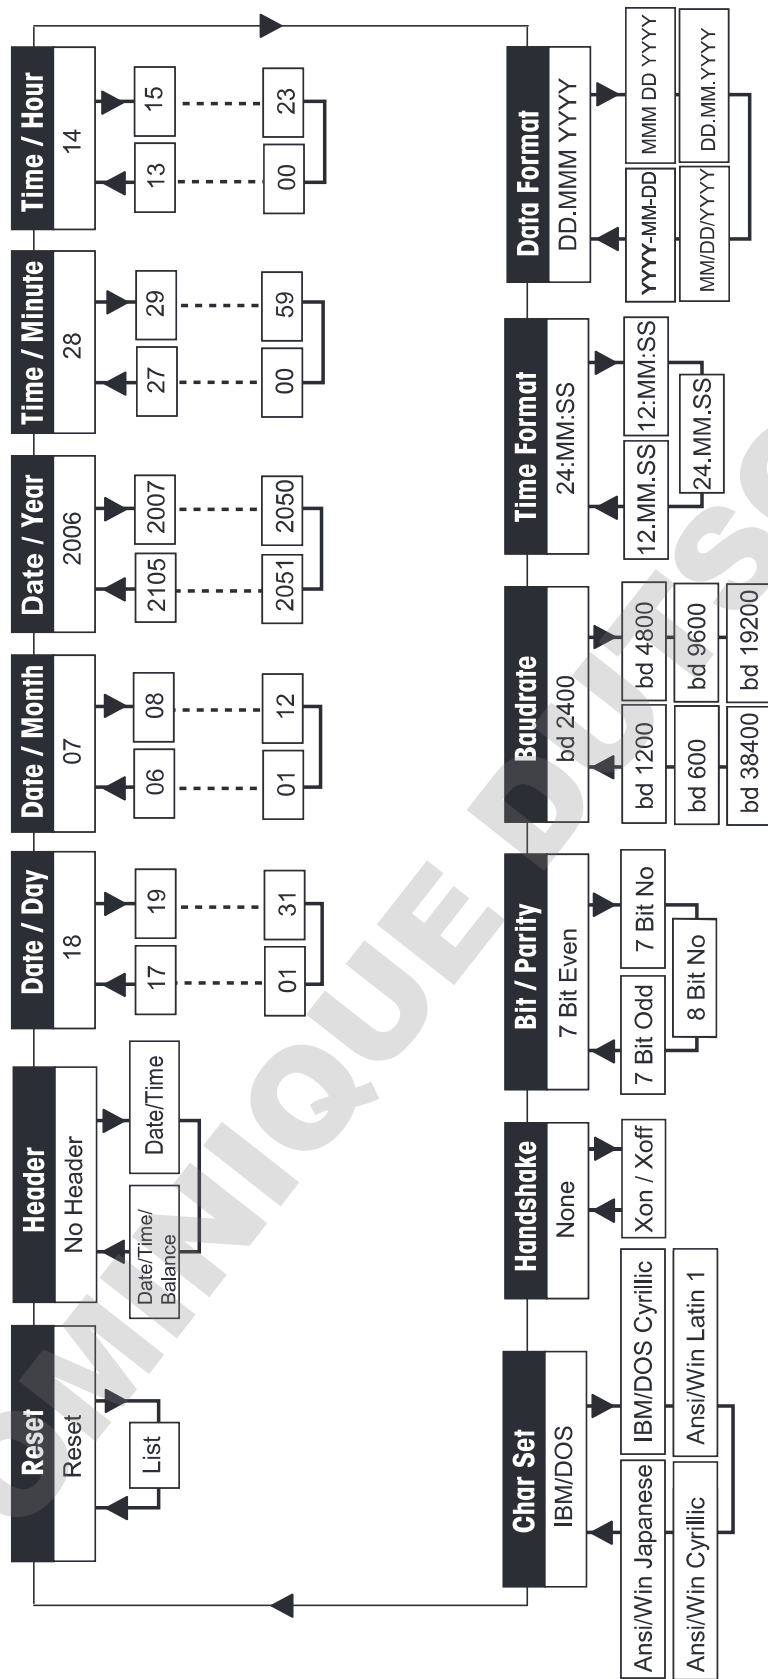 Reset
Reset
List
Header
No Header
Date/Time/
Balance
Date/Time
Date / Day
18
17
19
01
31
Date / Month
07
06
08
01
12
Date / Year
2006
2105
2007
2051
2050
Time / Minute
28
27
29
00
59
Time / Hour
14
13
15
00
23
Char Set
IBM/DOS
Ansi/Win Japanese
IBM/DOS Cyrillic
Ansi/Win Cyrillic
Ansi/Win Latin 1
Handshake
None
Xon / Xoff
Bit / Parity
7 Bit Even
7 Bit Odd
7 Bit No
8 Bit No
Baudrate
bd 2400
bd 1200
bd 4800
bd 600
bd 9600
bd 38400
bd 19200
Time Format
24:MM:SS
12.MM.SS
12:MM:SS
24.MM.SS
Data Format
DD.MMM YYYY
YYYY-MM-DD
MMM DD YYYY
MM/DD/YYYY
DD.MM.YYYY
OMINIQUE DUTSC